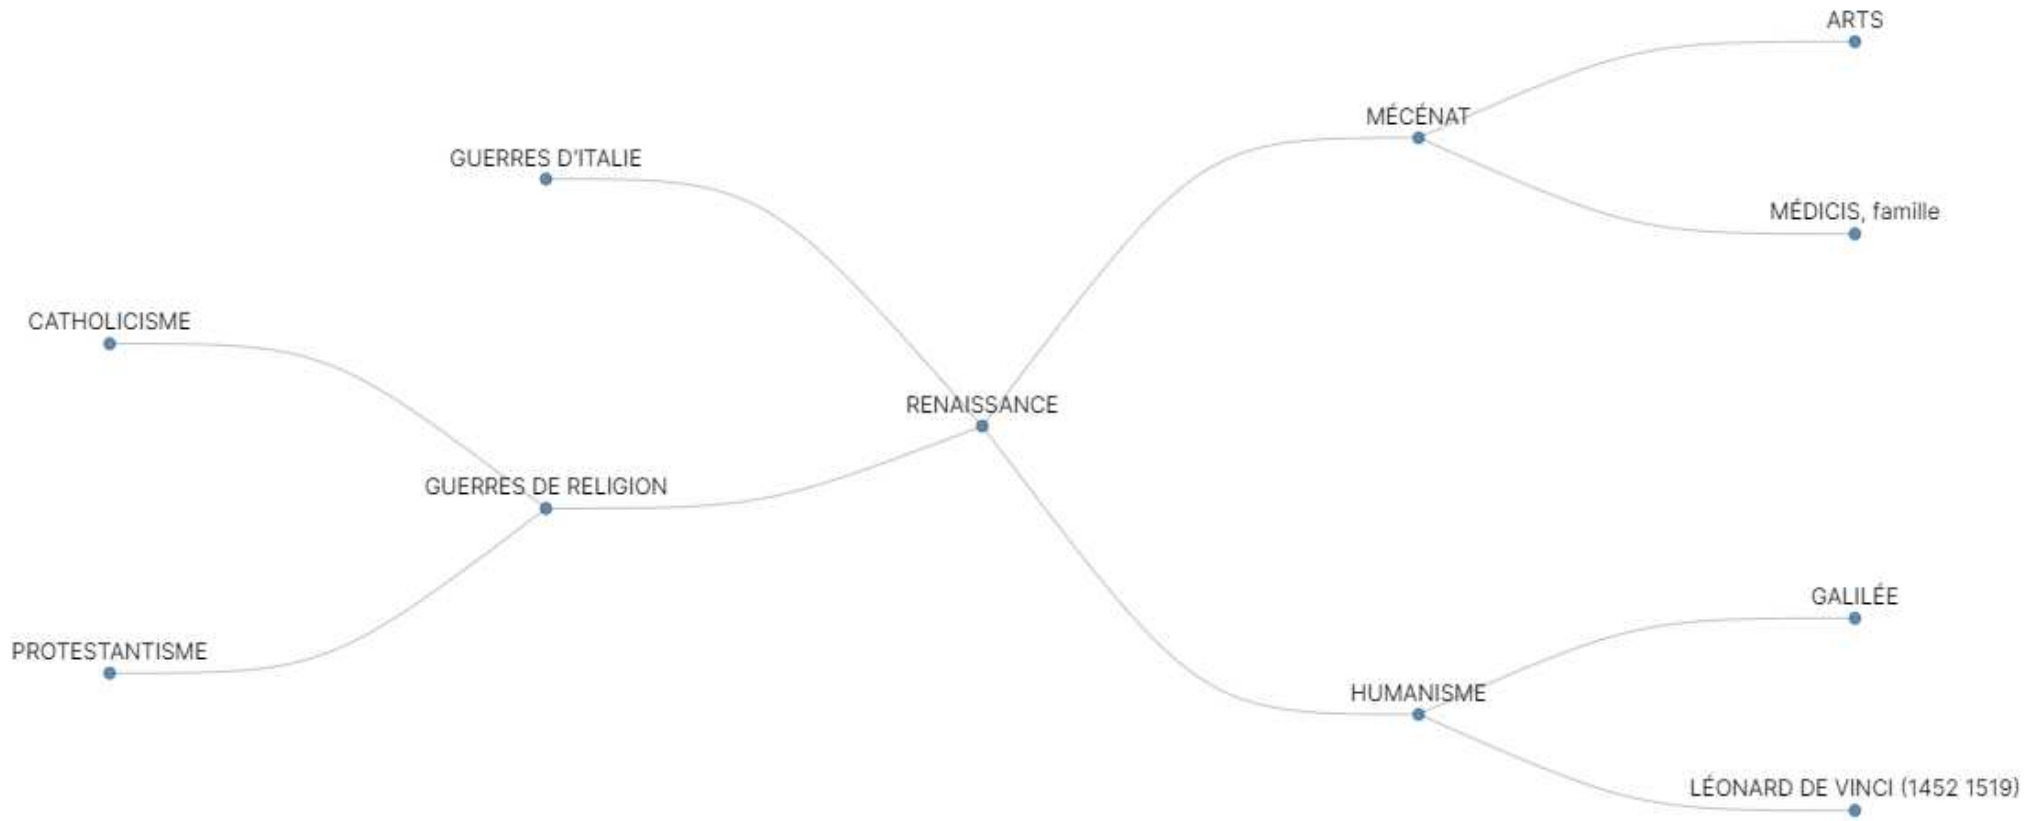 ARTS
MÉCÉNAT
GUERRES D'ITALIE
MÉDICIS, famille
CATHOLICISME
RENAISSANCE
GUERRES DE RELIGION
GALILÉE
PROTESTANTISME
HUMANISME
LÉONARD DE VINCI (1452 1519)